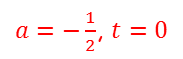 a = −1/2, t = 0